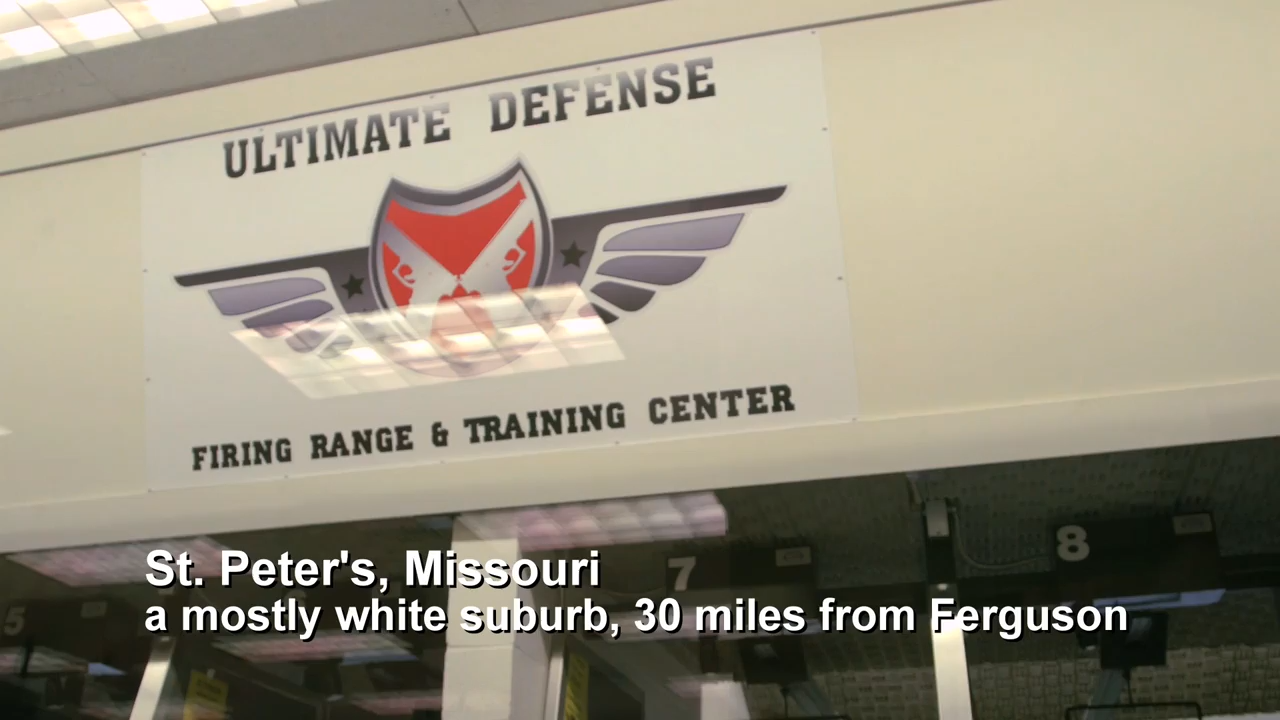 ULTIMATE DEFENSE
FIRING RANGE & TRAINING CENTER
5
7
8
St. Peter's, Missouri
a mostly white suburb, 30 miles from Ferguson